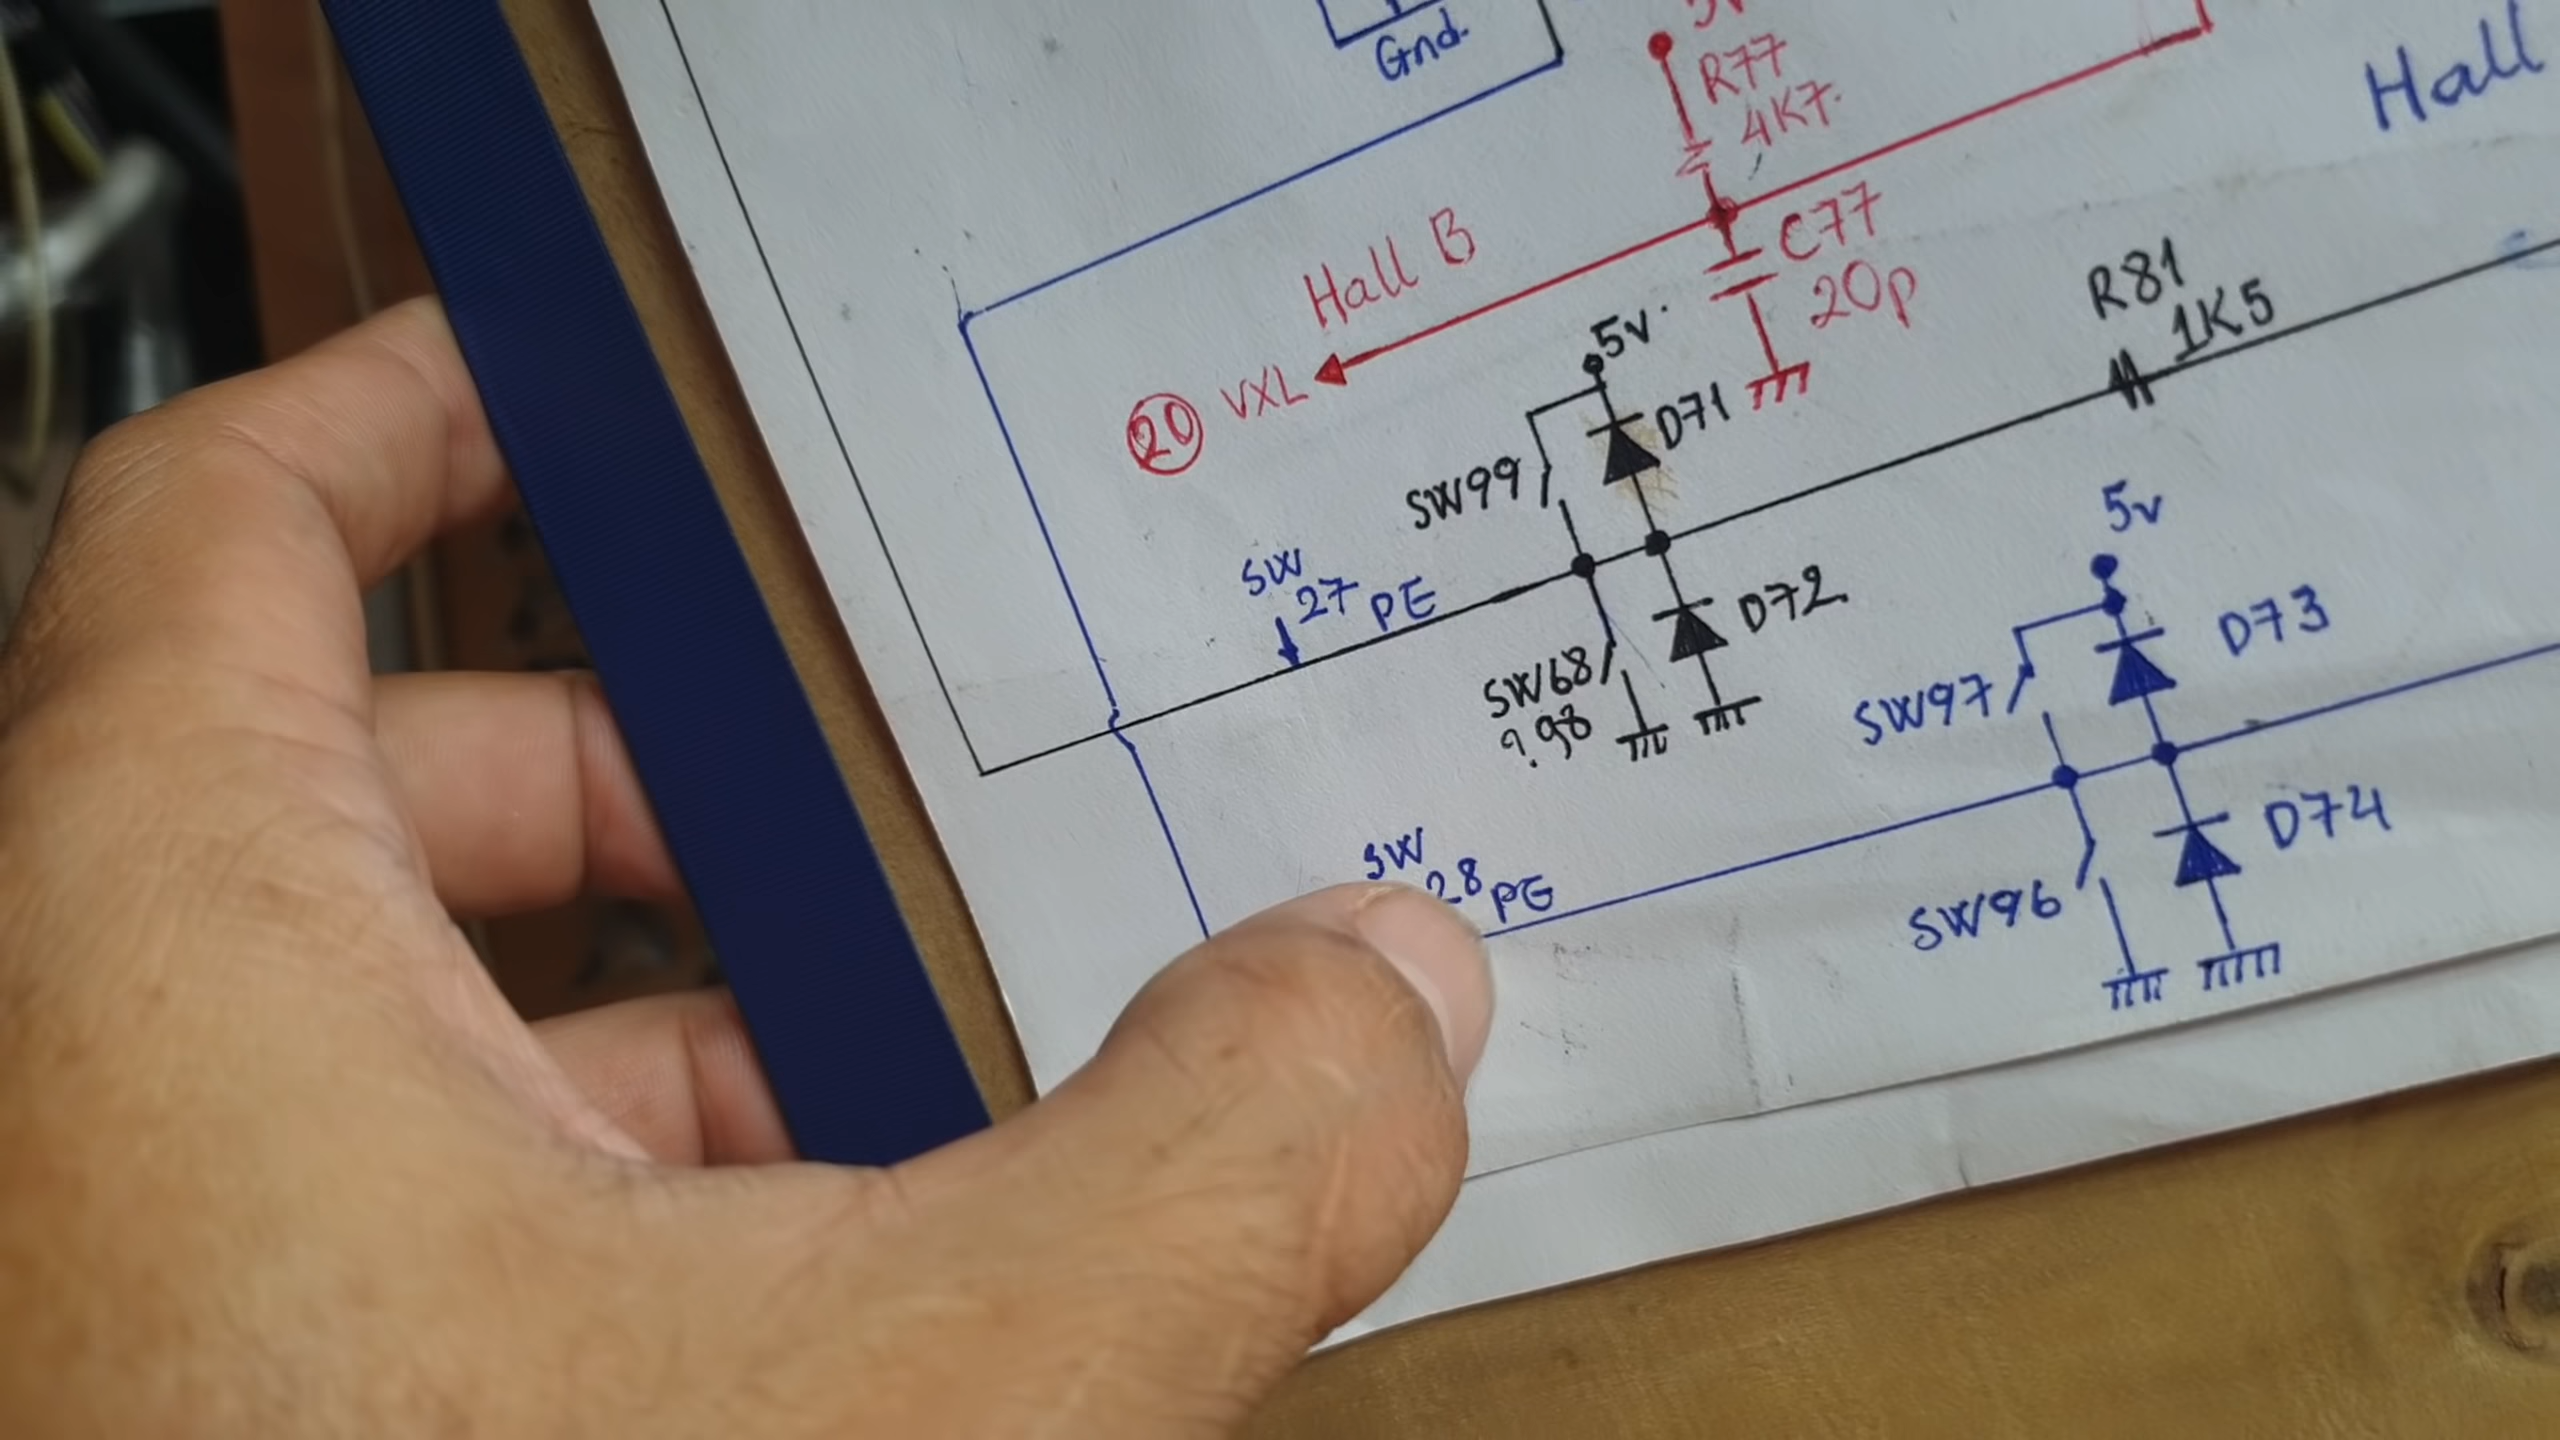 Gnd.
5v
R77
4K7.
Hall
Hall B
C77
20p
20 VXL
5v.
D71
R81
1K5
SW99
SW
27 PE
D72
SW68
? 98
5v
D73
SW97
SW
28 PG
D74
SW96